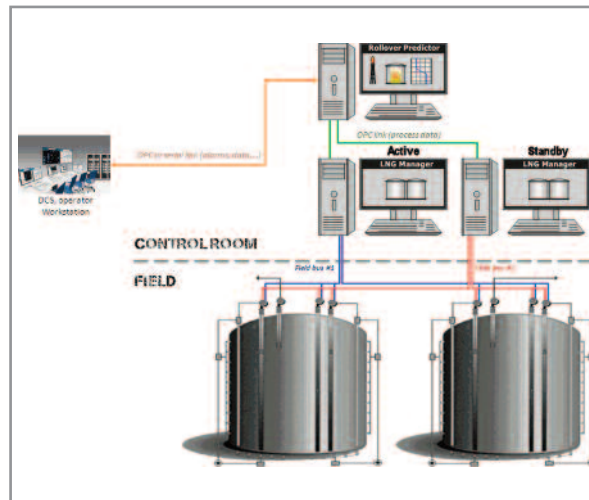 Rollover Predictor
OPC link (process data)
Active
Standby
LNG Manager
LNG Manager
DCS, operator
Workstation
CONTROL ROOM
Field bus #1
FIELD